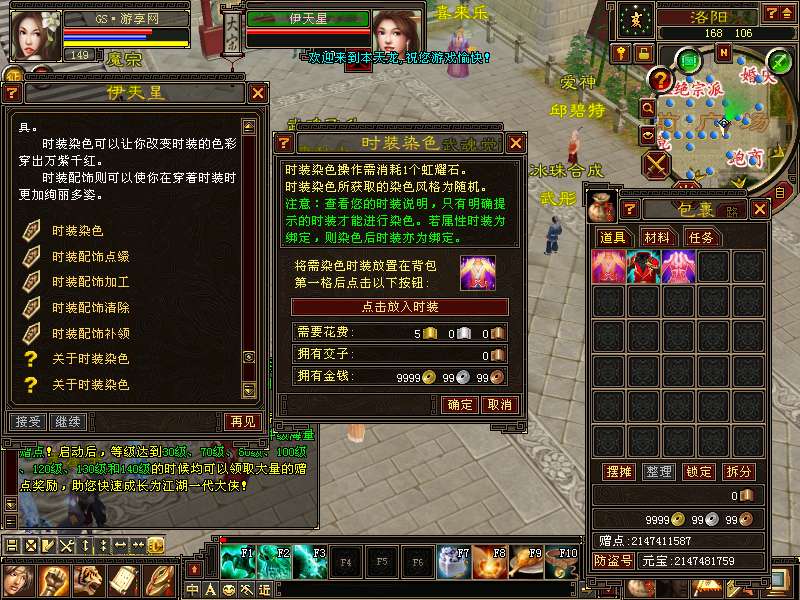 GS·游季网
149
魔宗
大宗
伊天星
欢迎来到本天龙,祝您游戏愉快!
喜来乐
爱神
邱碧特
冰珠合成
武彤
洛阳
168 106
N
绝宗派
婚
广场
商
自
伊天星
具。
时装染色可以让你改变时装的色彩
穿出万紫千红。
时装配饰则可以使你在穿着时装时
更加绚丽多姿。
时装染色
时装配饰点缀
时装配饰加工
时装配饰清除
时装配饰补领
关于时装染色
关于时装染色
接受 继续 再见
时装染色
时装染色操作需消耗1个虹耀石。
时装染色所获取的染色风格为随机。
注意:查看您的时装说明,只有明确提
示的时装才能进行染色。若属性时装为
绑定,则染色后时装亦为绑定。
将需染色时装放置在背包
第一格后点击以下按钮:
点击放入时装
需要花费: 5 0 0
拥有交子: 0
拥有金钱: 9999 99 99
确定 取消
包裹
道具 材料 任务
摆摊 整理 锁定 拆分
0
9999 99 99
赠点:2147411587
防盗号 元宝:2147481759
赠点!启动后,等级达到30级、70级、80级、100级
、120级、130级和140级的时候均可以领取大量的赠
点奖励,助您快速成长为江湖一代大侠!
F1 F2 F3 F4 F5 F6 F7 F8 F9 F10
中 A 近